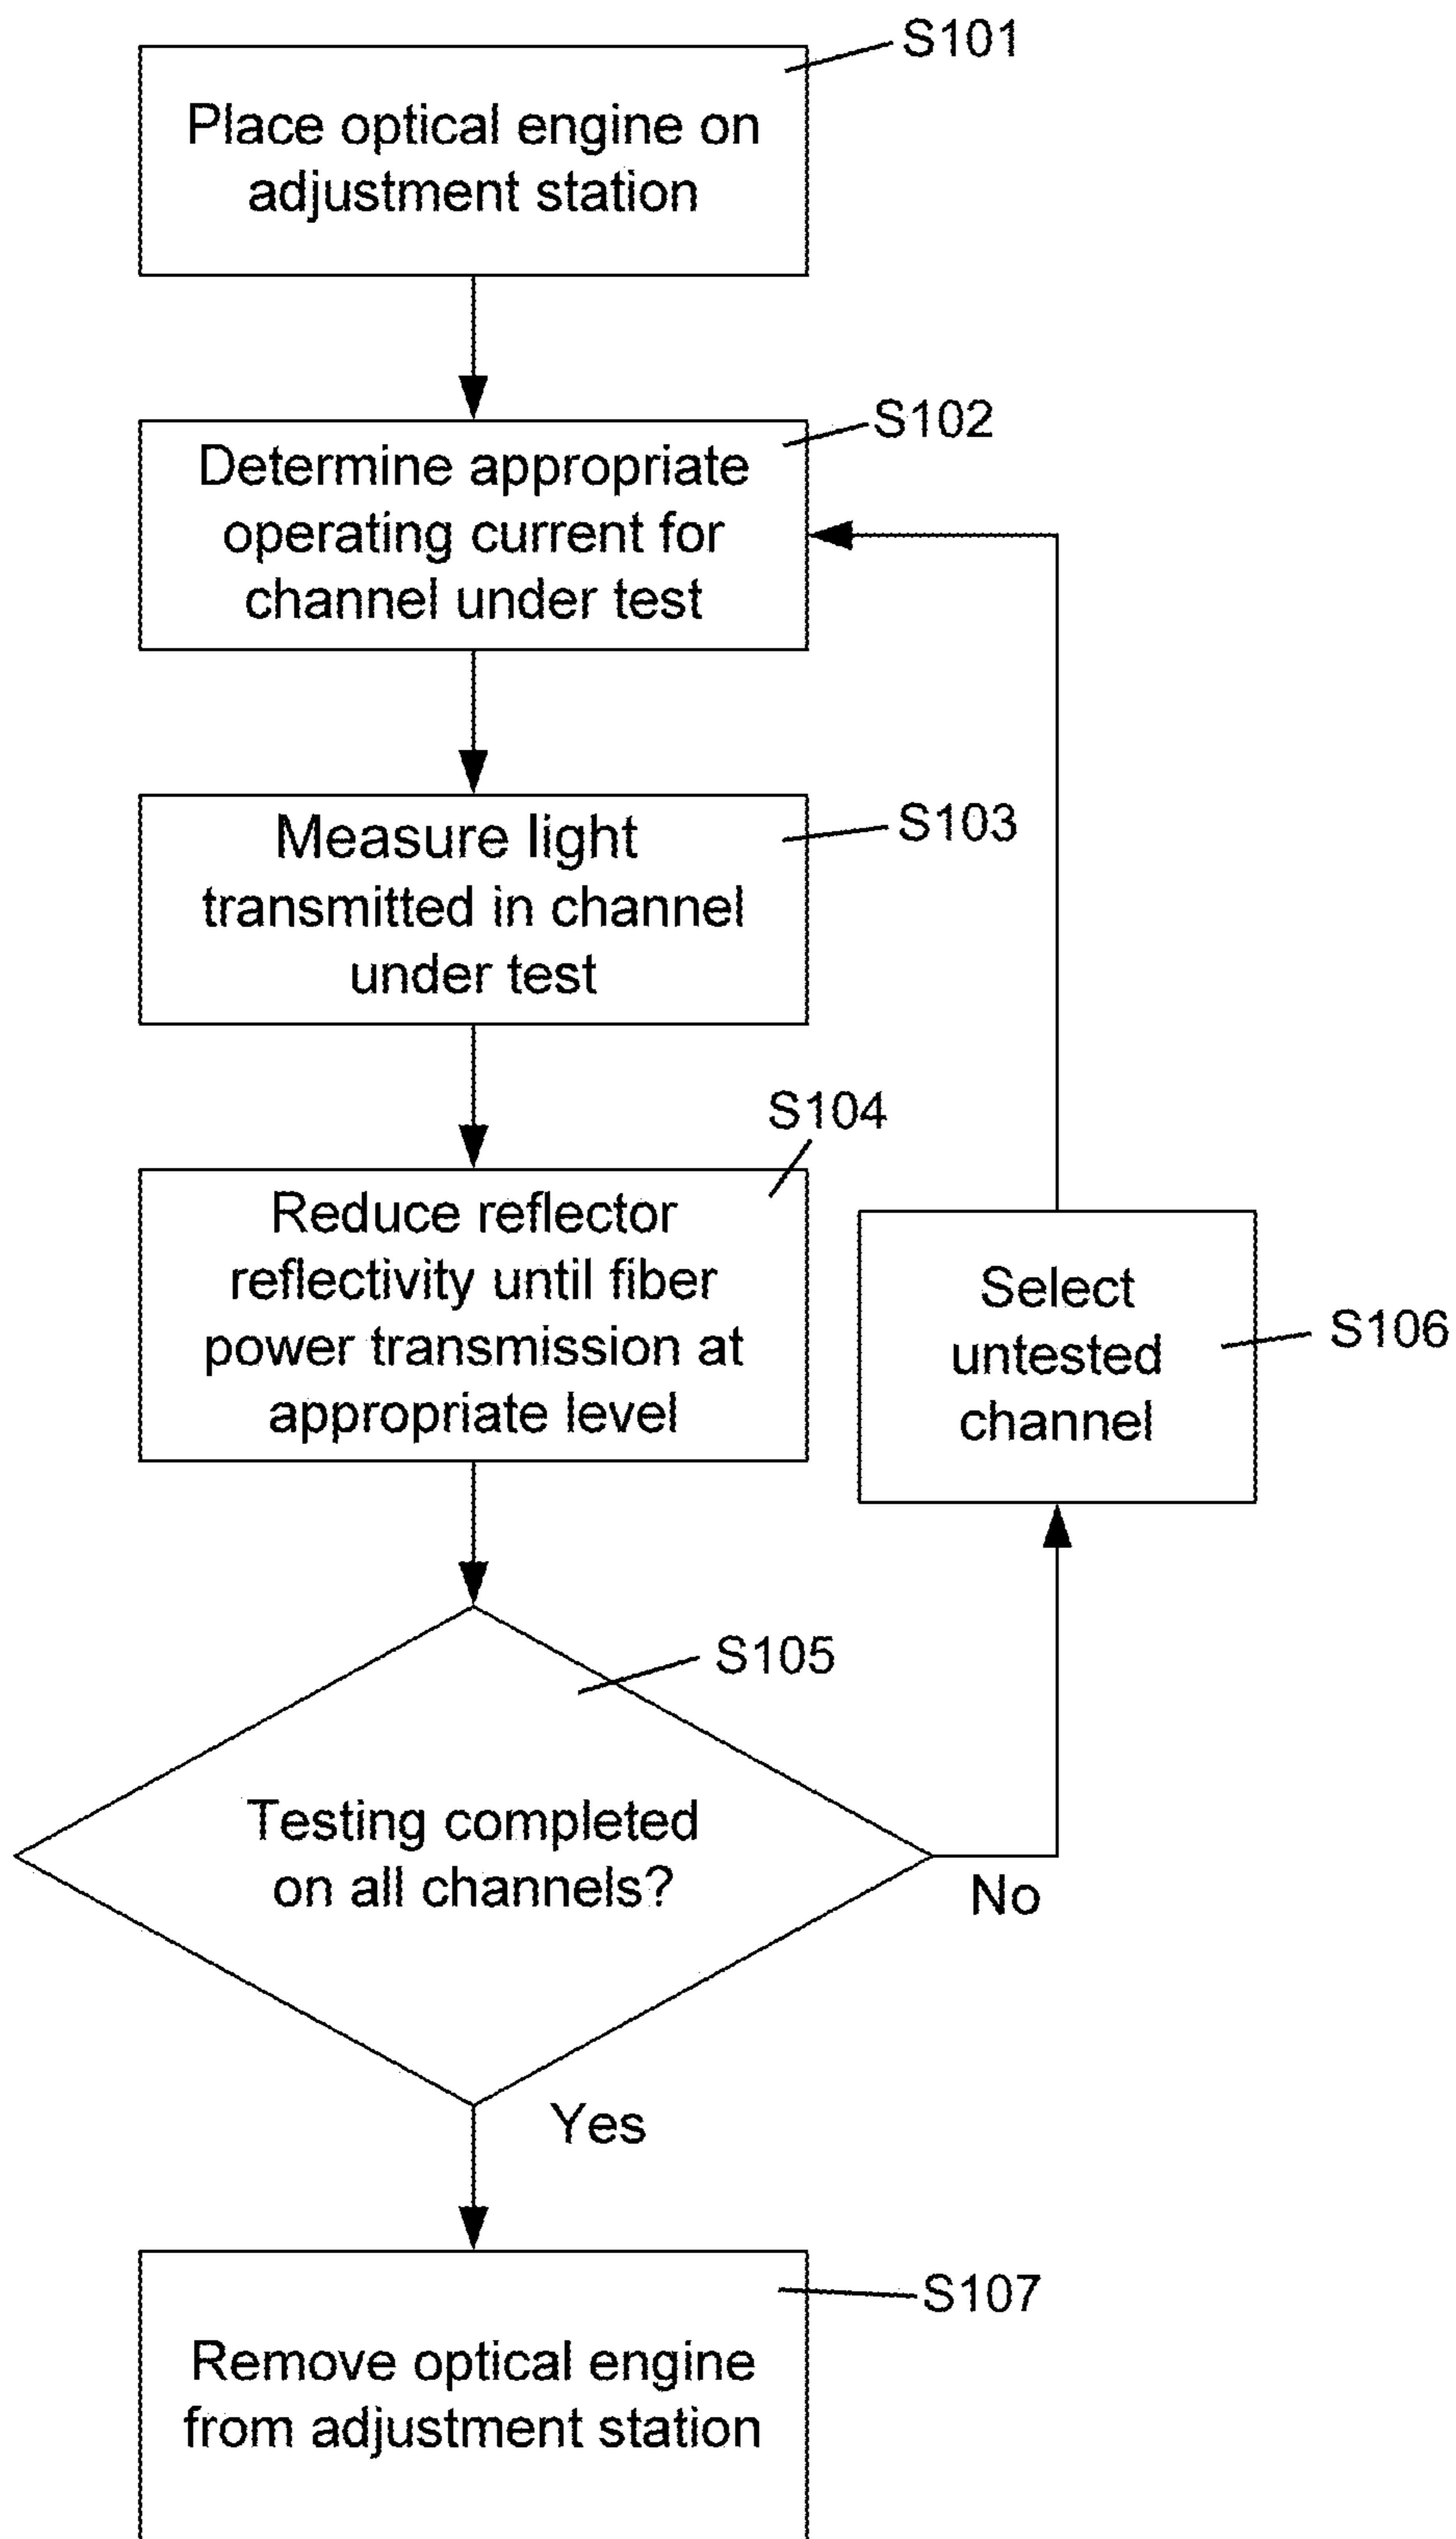 S101
Place optical engine on
adjustment station
S102
Determine appropriate
operating current for
channel under test
S103
Measure light
transmitted in channel
under test
S104
Reduce reflector
reflectivity until fiber
power transmission at
appropriate level
Select
untested
channel
S106
S105
Testing completed
on all channels?
No
Yes
S107
Remove optical engine
from adjustment station